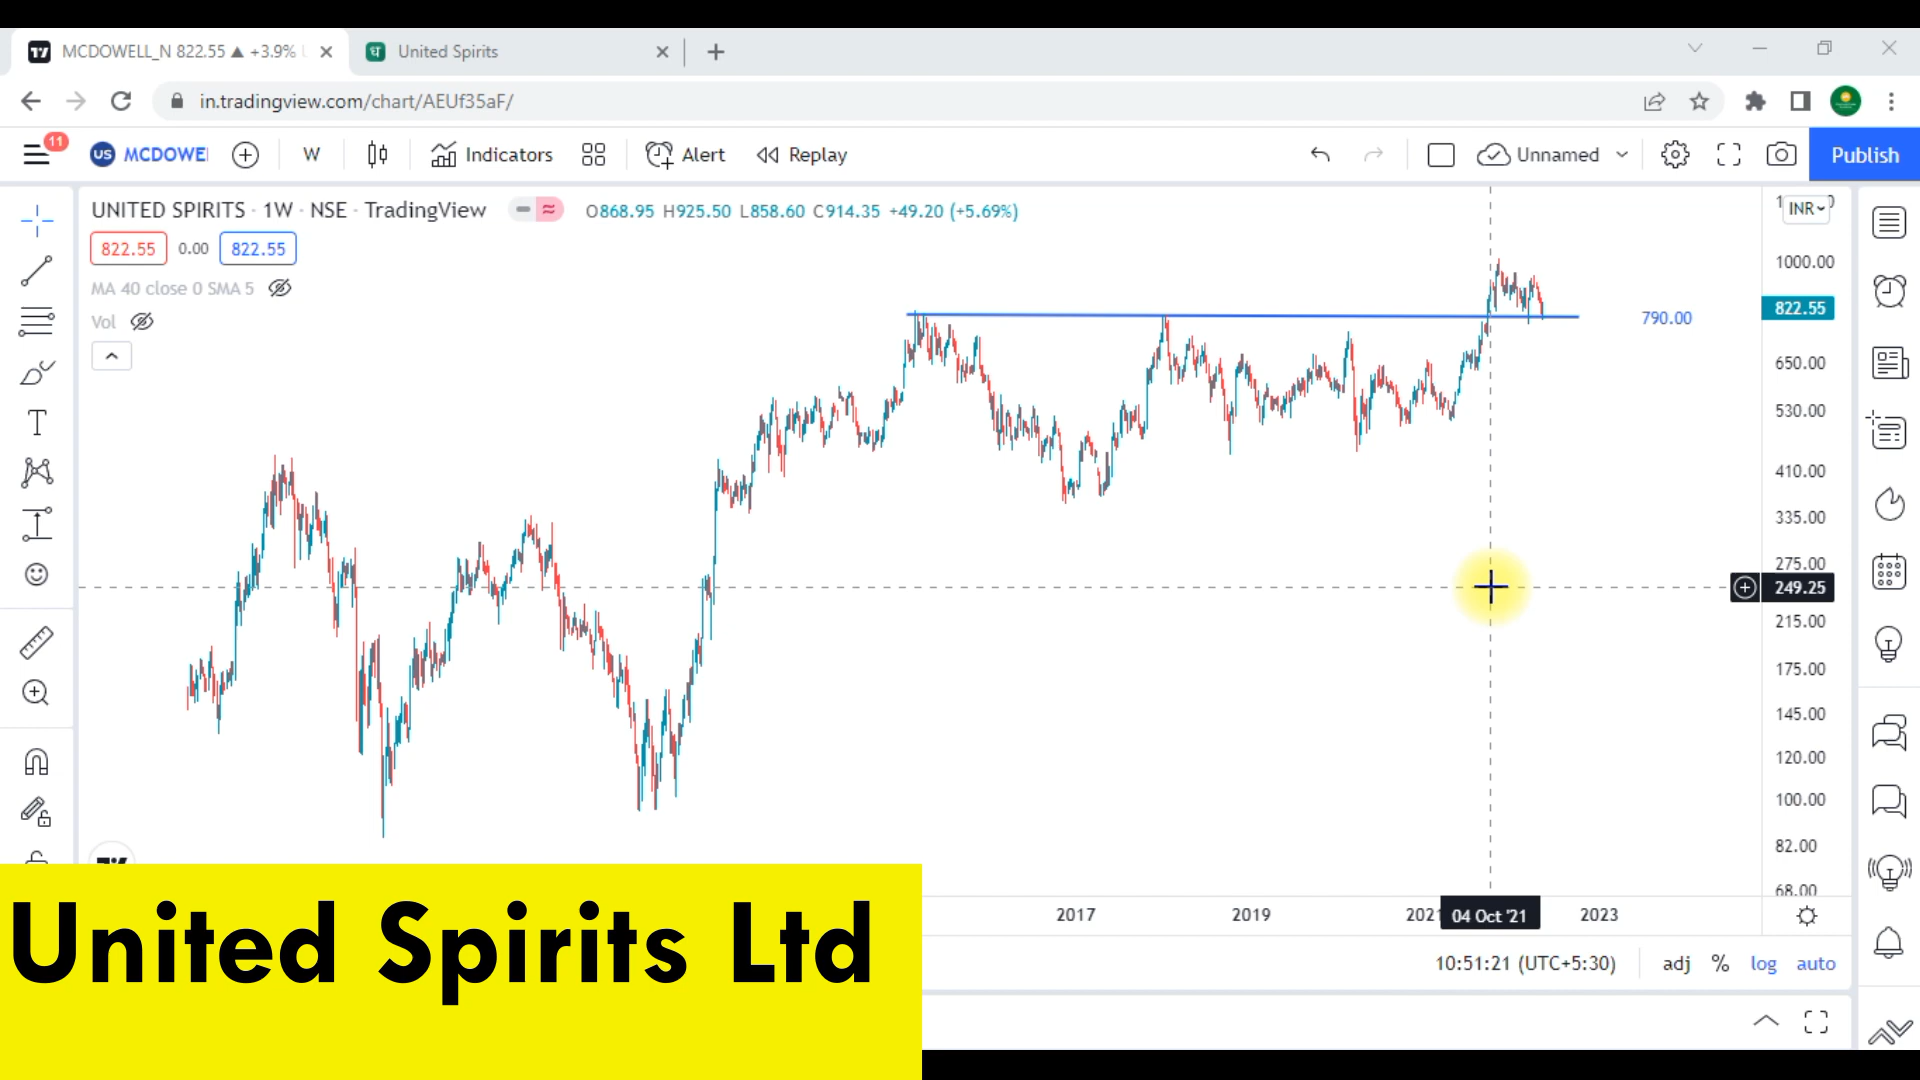 MCDOWELL_N 822.55 ▲ +3.9%
घ United Spirits
in.tradingview.com/chart/AEUf35aF/
11
US MCDOWE W Indicators Alert Replay Unnamed Publish
UNITED SPIRITS · 1W · NSE · TradingView O868.95 H925.50 L858.60 C914.35 +49.20 (+5.69%)
INR
822.55 0.00 822.55
MA 40 close 0 SMA 5
Vol
1000.00
822.55
790.00
650.00
530.00
410.00
335.00
275.00
249.25
215.00
175.00
145.00
120.00
100.00
82.00
68.00
2017 2019 04 Oct '21 2023
10:51:21 (UTC+5:30) adj % log auto
United Spirits Ltd